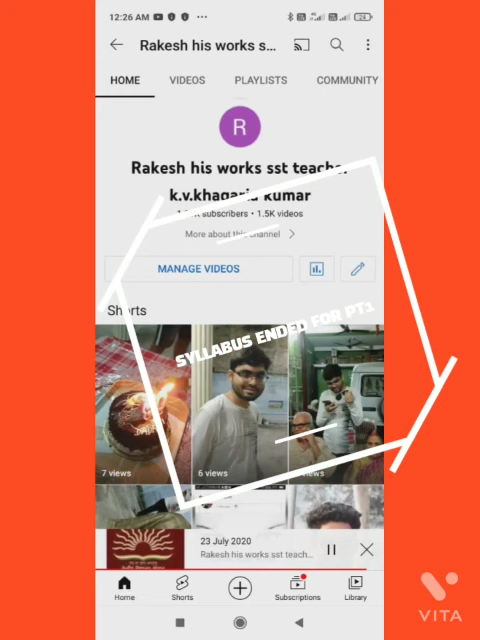 12:26 AM
Rakesh his works s...
HOME VIDEOS PLAYLISTS COMMUNITY
R
Rakesh his works sst teacher
k.v.khagaria kumar
subscribers • 1.5K videos
More about this channel
MANAGE VIDEOS
Shorts
SYLLABUS ENDED FOR PT1
7 views
6 views
views
23 July 2020
Rakesh his works sst teach...
Home Shorts Subscriptions Library
VITA